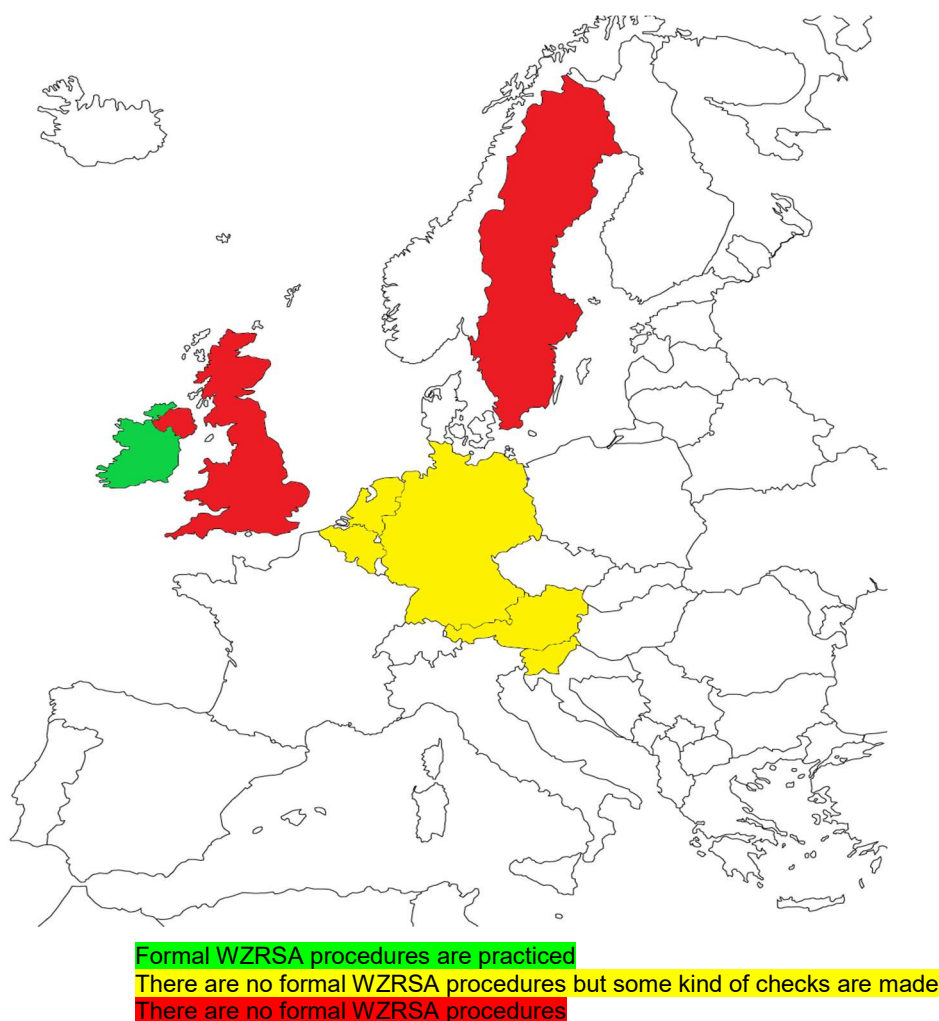 Formal WZRSA procedures are practiced
There are no formal WZRSA procedures but some kind of checks are made
There are no formal WZRSA procedures